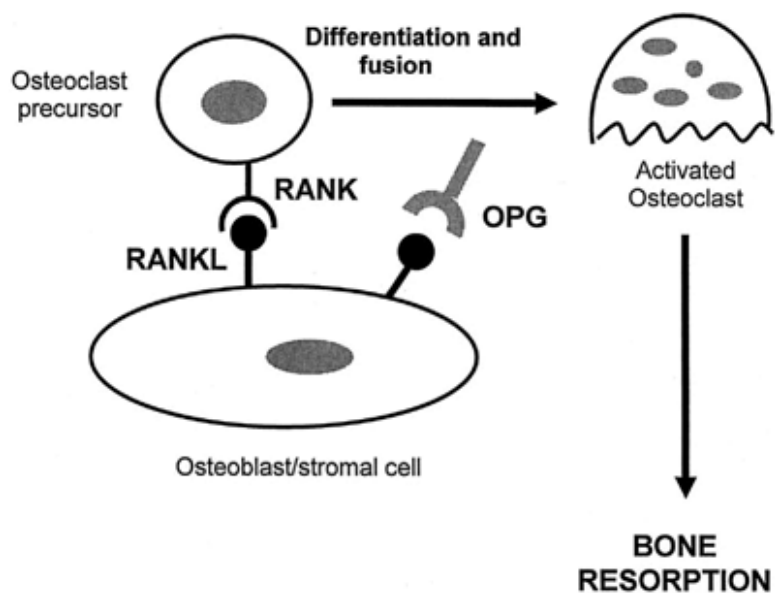 Differentiation and
fusion
Osteoclast
precursor
RANK
OPG
RANKL
Activated
Osteoclast
Osteoblast/stromal cell
BONE
RESORPTION